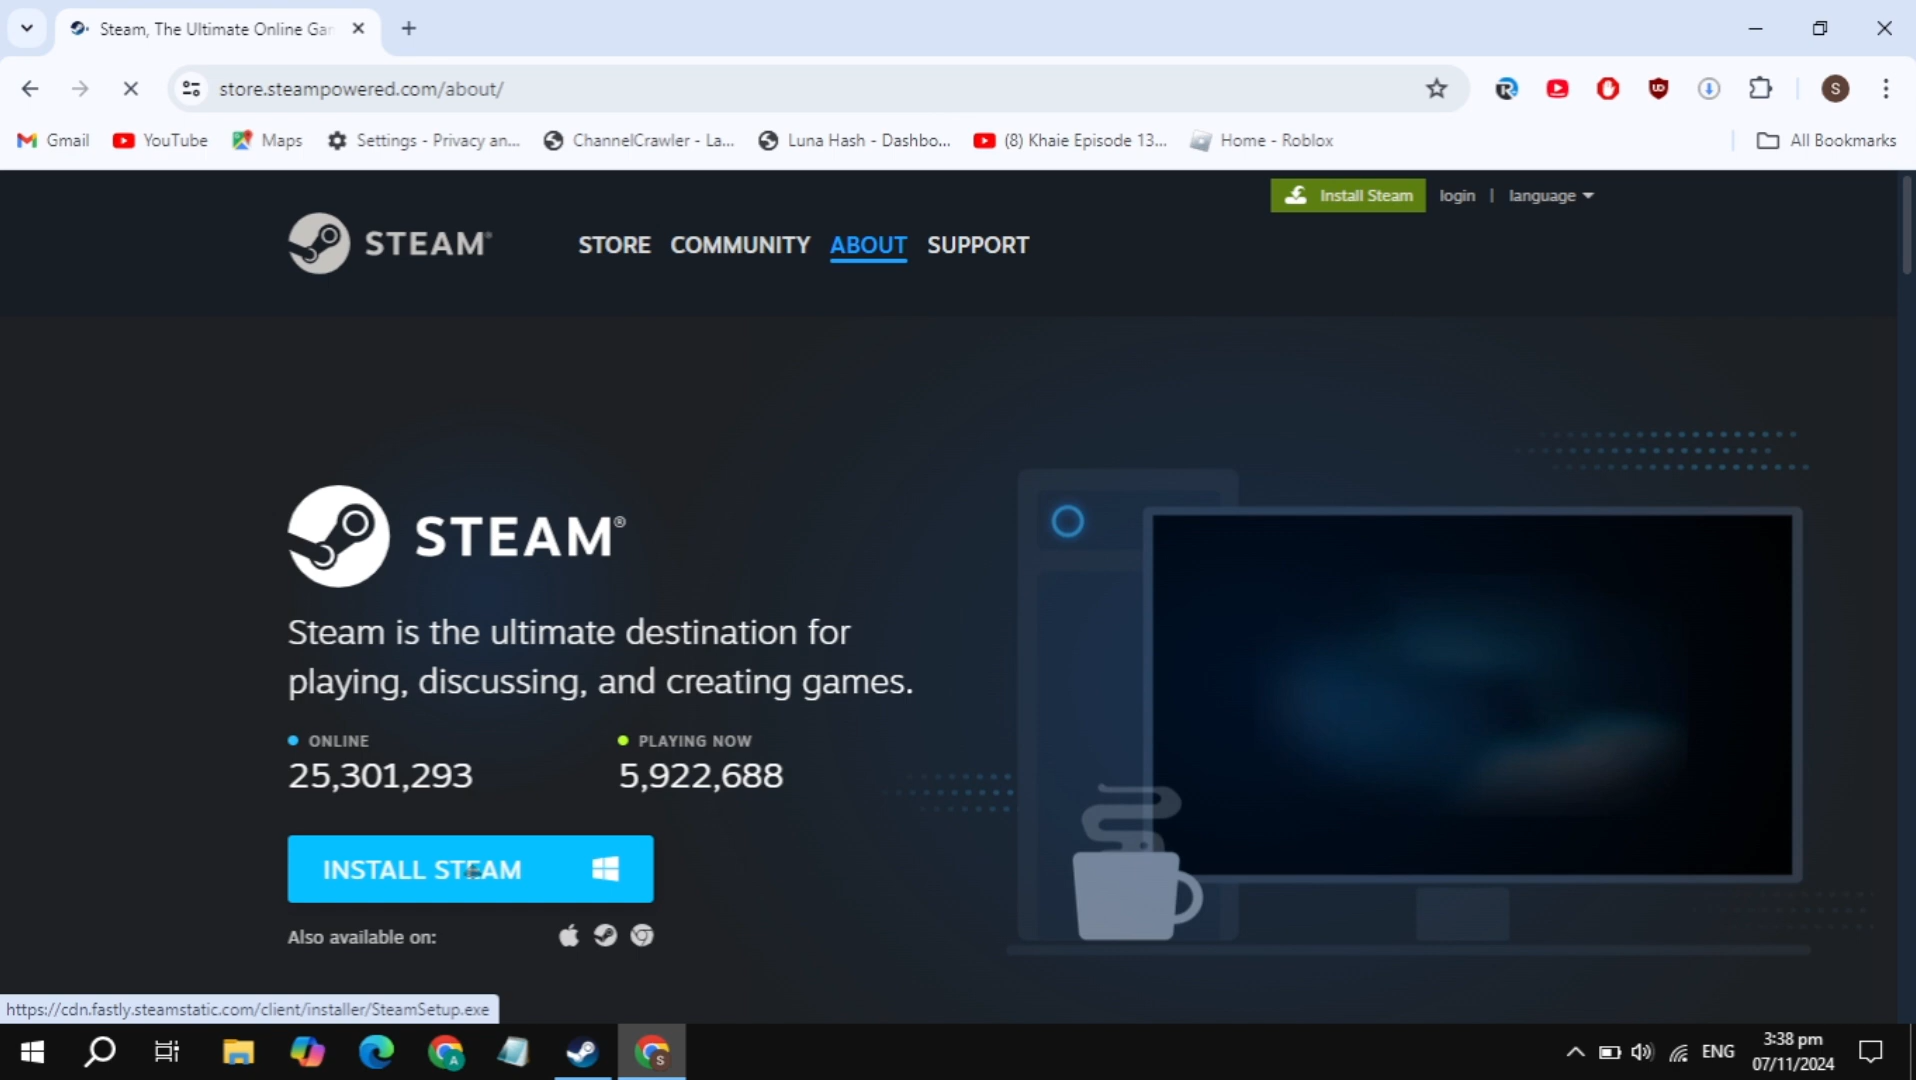 Steam, The Ultimate Online Gar
store.steampowered.com/about/
S
Gmail
YouTube
Maps
Settings - Privacy an...
ChannelCrawler - La...
Luna Hash - Dashbo...
(8) Khaie Episode 13...
Home - Roblox
All Bookmarks
Install Steam
login | language
STEAM®
STORE COMMUNITY ABOUT SUPPORT
STEAM®
Steam is the ultimate destination for
playing, discussing, and creating games.
ONLINE
25,301,293
PLAYING NOW
5,922,688
INSTALL STEAM
Also available on:
https://cdn.fastly.steamstatic.com/client/installer/SteamSetup.exe
A
S
ENG
3:38 pm
07/11/2024